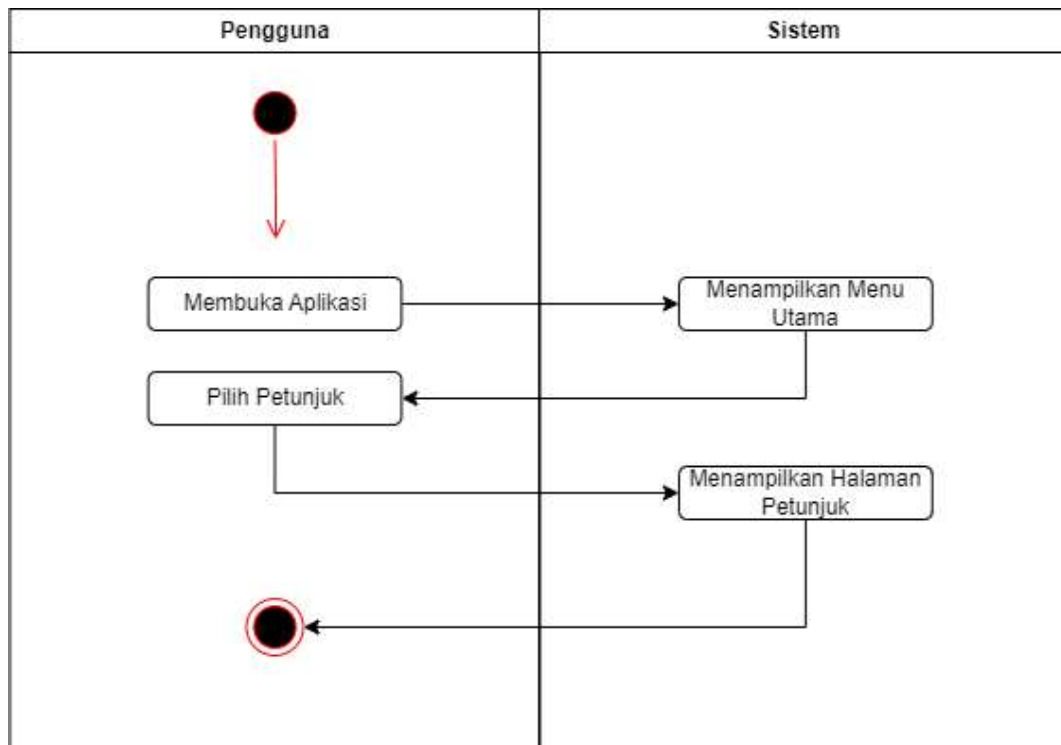 Pengguna
Sistem
Membuka Aplikasi
Menampilkan Menu
Utama
Pilih Petunjuk
Menampilkan Halaman
Petunjuk